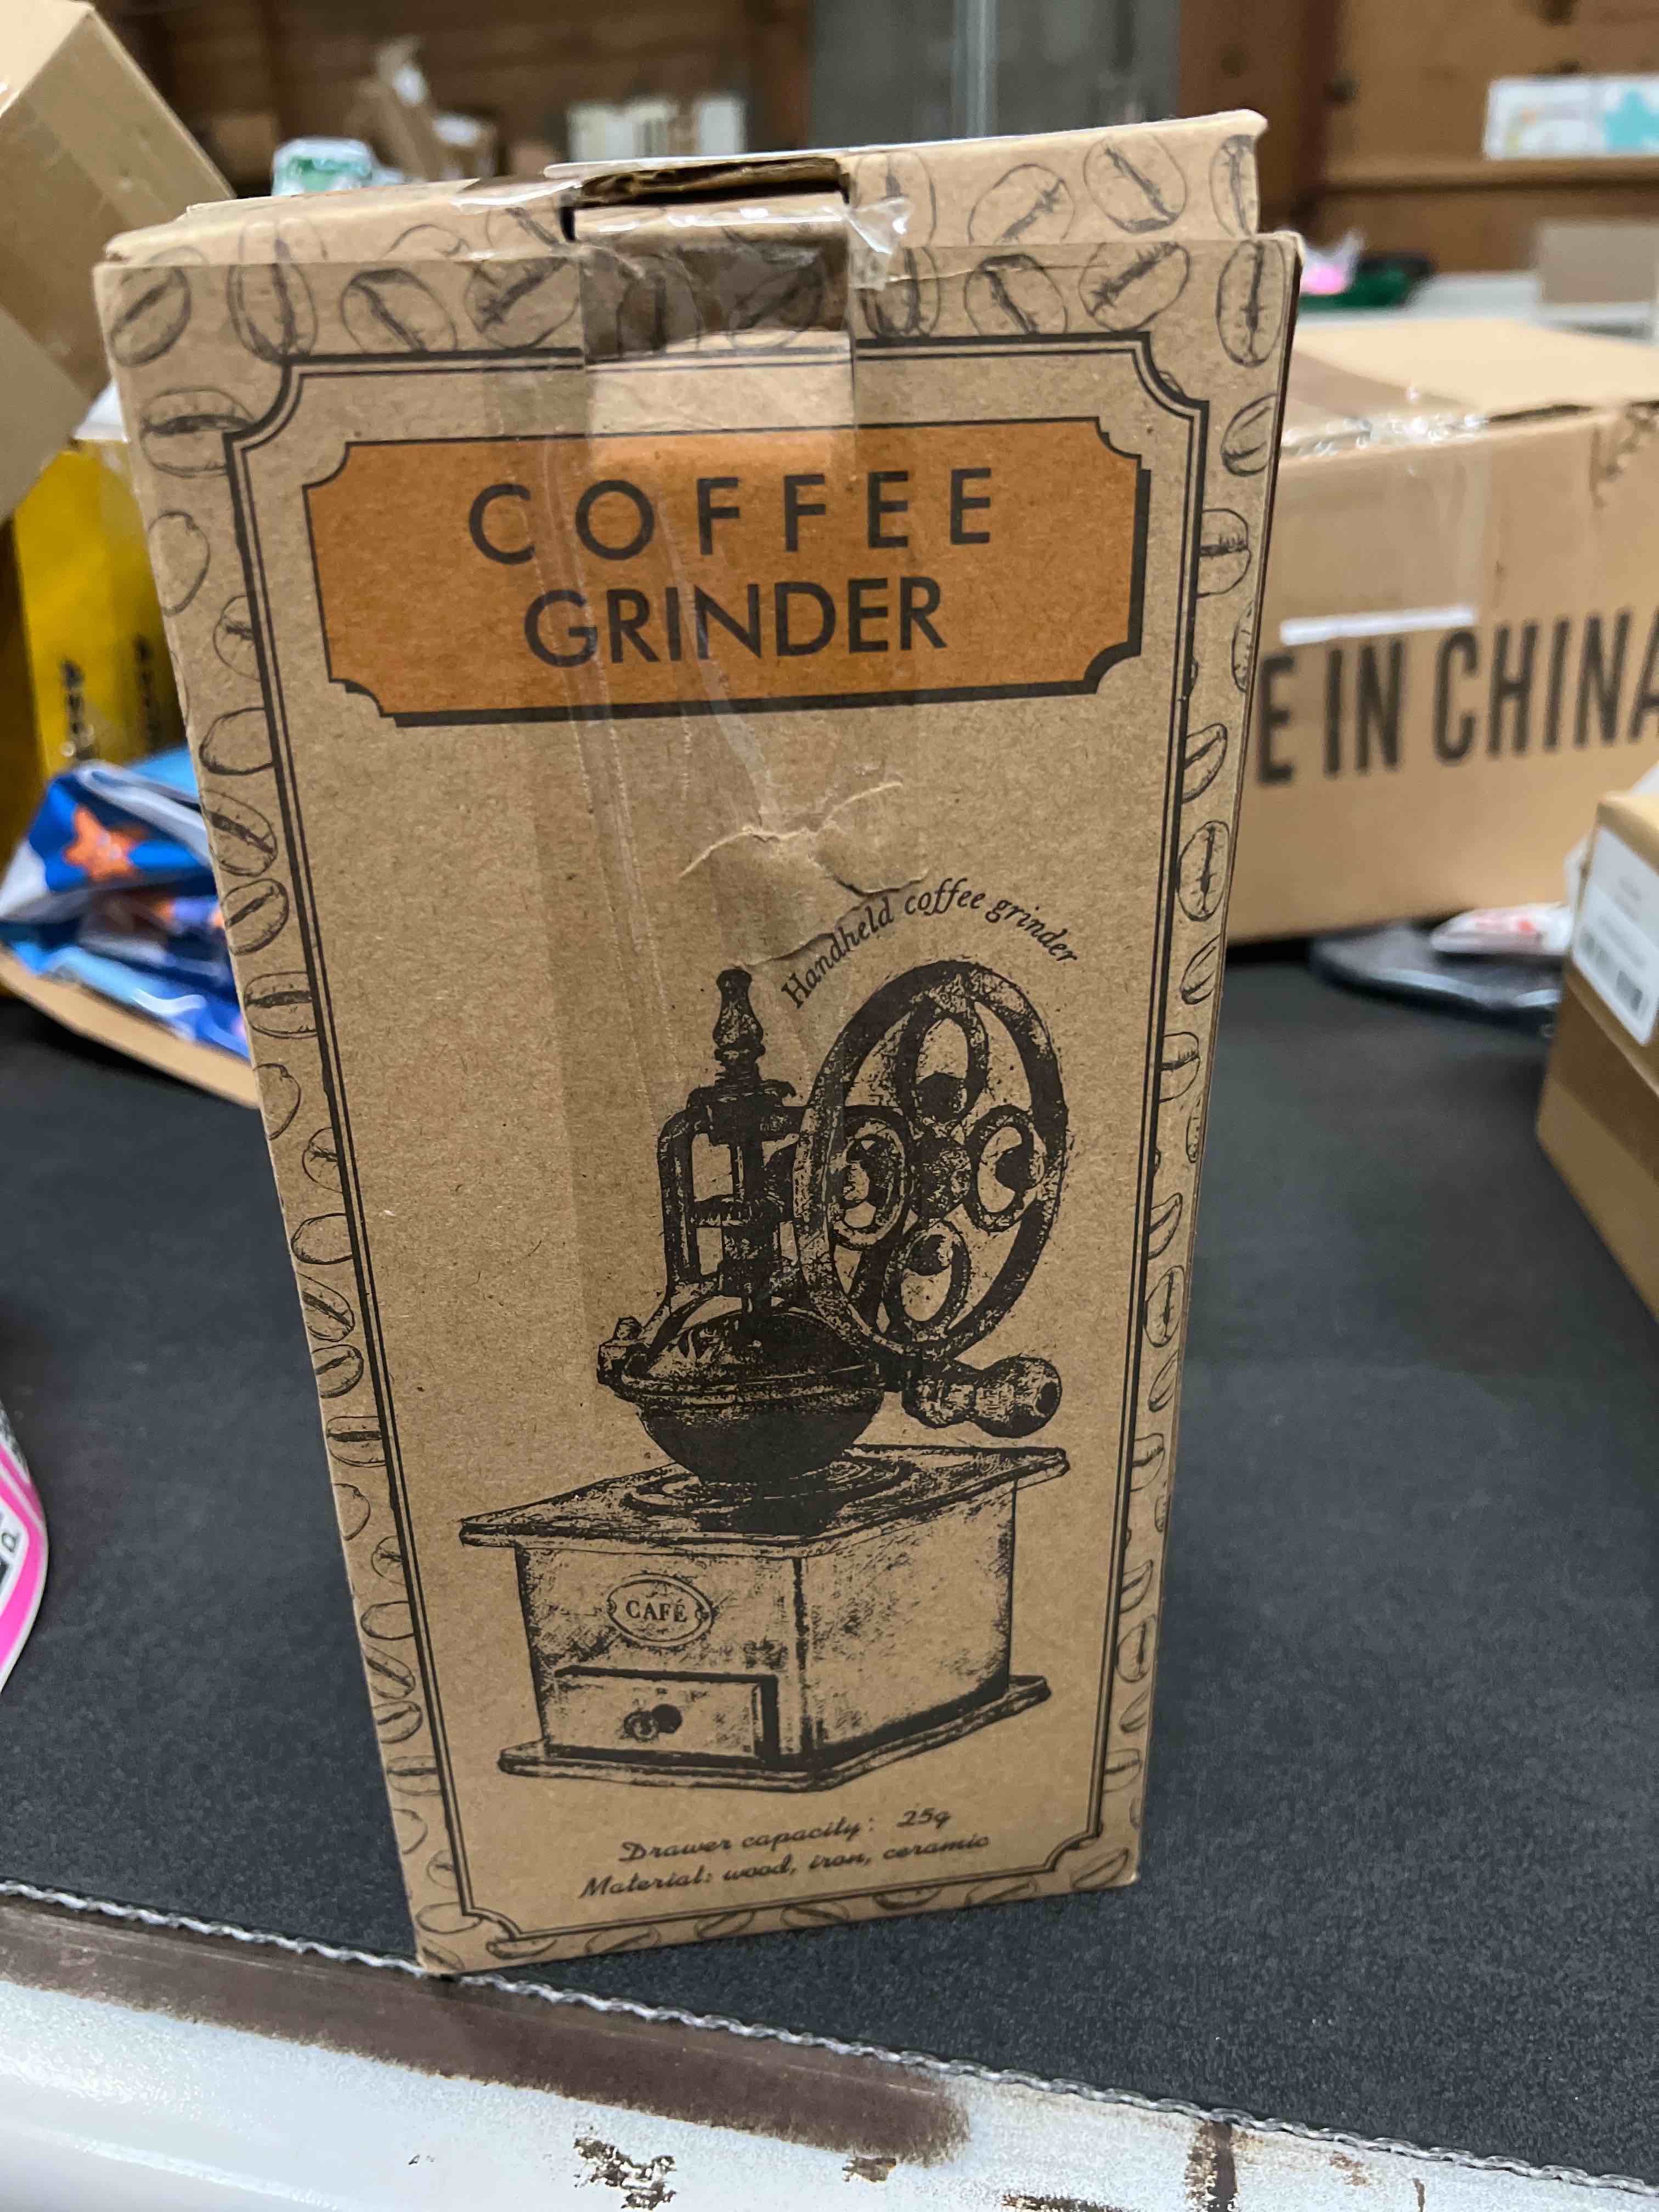 COFFEE
GRINDER
E IN CHINA
Handheld coffee grinder
CAFÉ
Drawer capacity: 25g
Material: wood, iron, ceramic